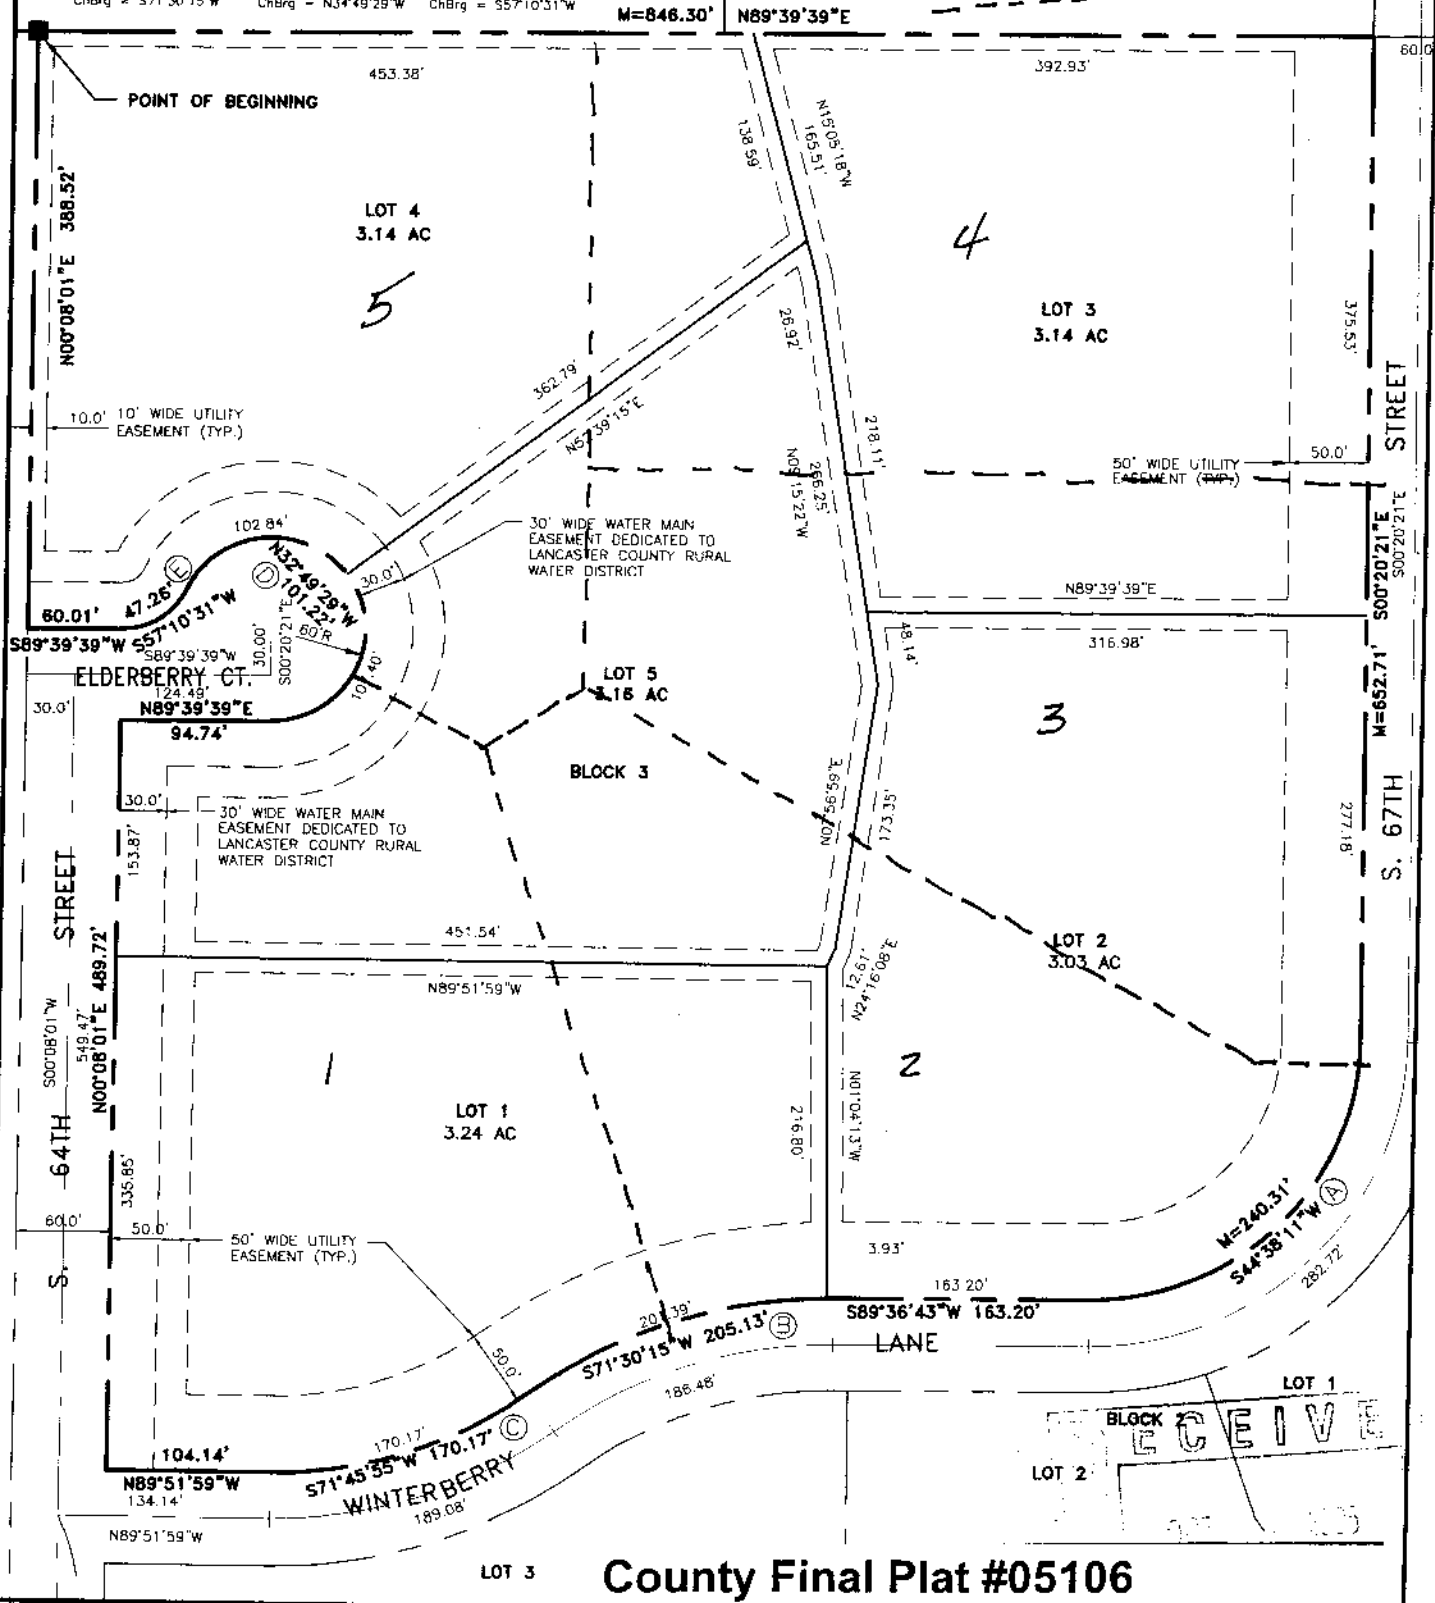 ChBrg = S71°30'15"W ChBrg = N34°49'29"W ChBrg = S57°10'31"W
M=846.30' N89°39'39"E
60.0
453.38'
392.93'
POINT OF BEGINNING
N15°05'18"W
165.51'
138.59'
N00°08'01"E 388.52'
LOT 4
3.14 AC
5
4
LOT 3
3.14 AC
26.92'
375.53'
362.79'
N57°39'15"E
10.0' 10' WIDE UTILITY
EASEMENT (TYP.)
218.11'
266.25'
50' WIDE UTILITY
EASEMENT (TYP.)
50.0'
STREET
102.84'
30' WIDE WATER MAIN
EASEMENT DEDICATED TO
LANCASTER COUNTY RURAL
WATER DISTRICT
S00°20'21"E
S00°20'21"E
E
D
N32°49'29"W
101.22'
30.0'
N89°39'39"E
60.01'
47.26'
S57°10'31"W
S89°39'39"W
60'R
S89°39'39"W
30.00'
S00°20'21"E
48.14'
316.98'
ELDERBERRY CT.
124.49'
LOT 5
3.16 AC
30.0'
N89°39'39"E
94.74'
3
M=652.71'
BLOCK 3
30.0'
30' WIDE WATER MAIN
EASEMENT DEDICATED TO
LANCASTER COUNTY RURAL
WATER DISTRICT
153.87'
173.35'
277.18'
S. 67TH
STREET
451.54'
LOT 2
3.03 AC
12.61'
N24°16'08"E
N89°51'59"W
N00°08'01"E 489.72'
S00°08'01"W
549.47'
1
2
LOT 1
3.24 AC
216.80'
N01°04'13"W
S. 64TH
335.85'
60.0'
50.0'
50' WIDE UTILITY
EASEMENT (TYP.)
A
M=240.31'
S44°38'11"W
282.72'
3.93'
163.20'
S89°36'43"W 163.20'
LANE
B
S71°30'15"W 205.13'
50.0'
186.48'
C
170.17'
S71°45'55"W 170.17'
104.14'
N89°51'59"W
134.14'
WINTERBERRY
189.08'
N89°51'59"W
LOT 1
BLOCK 2
ECEIVE
LOT 2
LOT 3
County Final Plat #05106